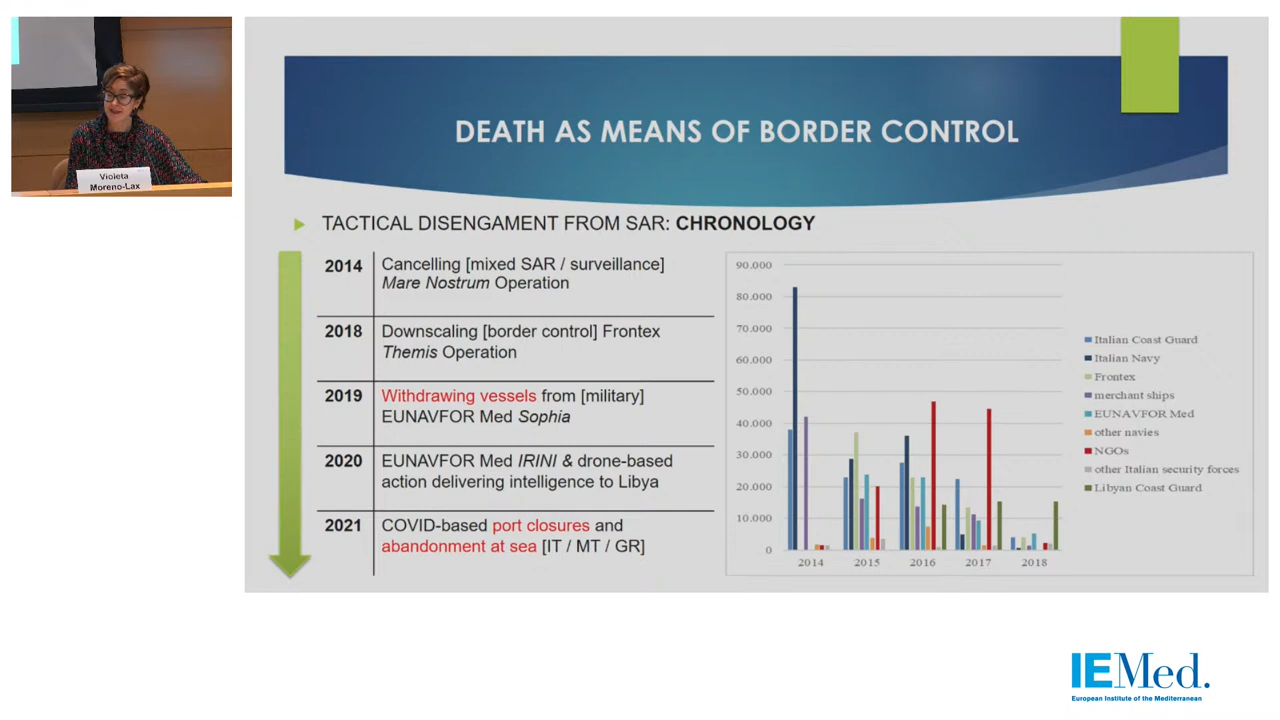 Violeta
Moreno-Lax
DEATH AS MEANS OF BORDER CONTROL
TACTICAL DISENGAMENT FROM SAR: CHRONOLOGY
2014
Cancelling [mixed SAR / surveillance]
Mare Nostrum Operation
2018
Downscaling [border control] Frontex
Themis Operation
2019
Withdrawing vessels from [military]
EUNAVFOR Med Sophia
2020
EUNAVFOR Med IRINI & drone-based
action delivering intelligence to Libya
2021
COVID-based port closures and
abandonment at sea [IT / MT / GR]
90.000
80.000
70.000
60.000
50.000
40.000
30.000
20.000
10.000
0
2014 2015 2016 2017 2018
Italian Coast Guard
Italian Navy
Frontex
merchant ships
EUNAVFOR Med
other navies
NGOs
other Italian security forces
Libyan Coast Guard
IEMed.
European Institute of the Mediterranean